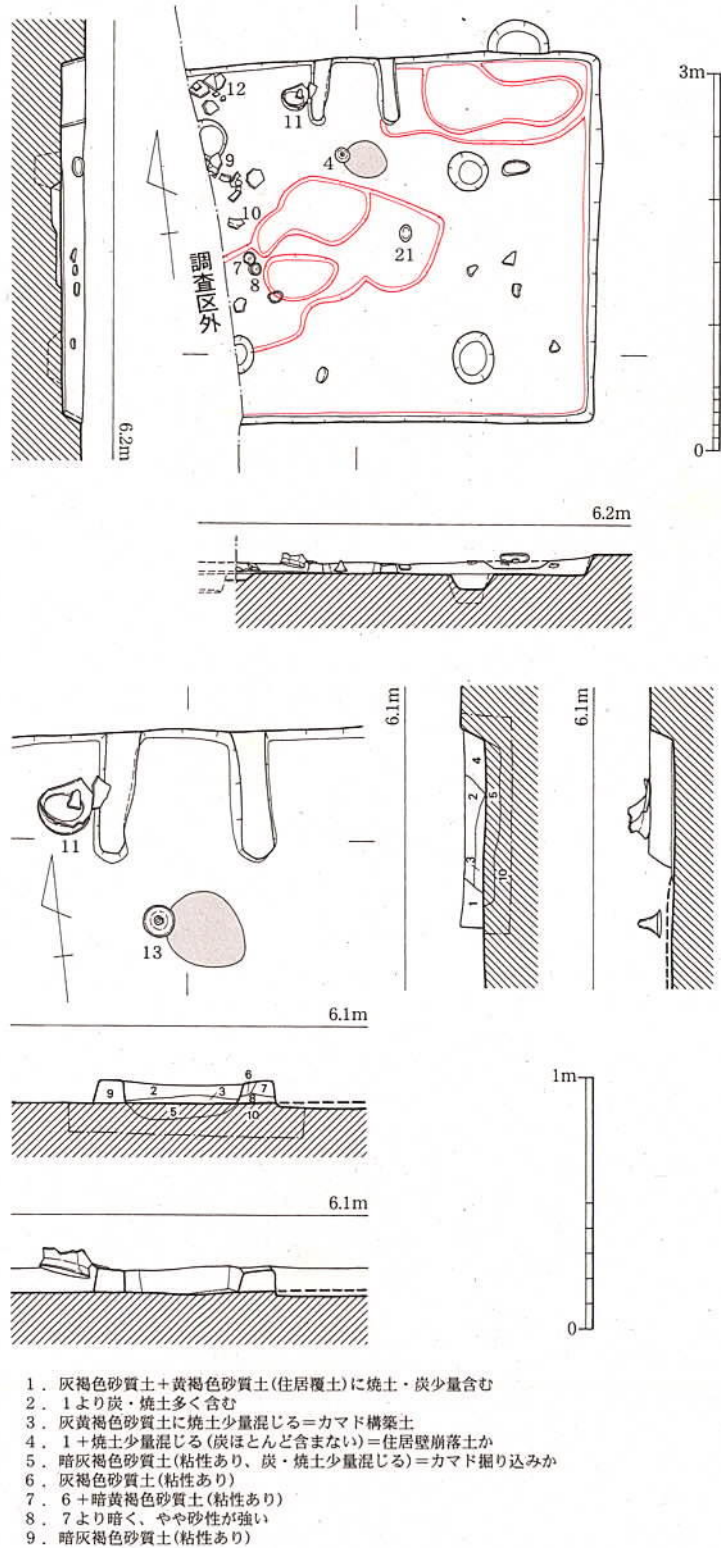 3m
12
11
4
9
10
21
7
8
調査区外
6.2m
0
6.2m
6.1m
6.1m
4
2
5
3
10
1
11
13
6.1m
6
9
2
3
7
8
5
10
1m
6.1m
0
1. 灰褐色砂質土+黄褐色砂質土(住居覆土)に焼土・炭少量含む
2. 1より炭・焼土多く含む
3. 灰黄褐色砂質土に焼土少量混じる=カマド構築土
4. 1+焼土少量混じる(炭ほとんど含まない)=住居壁崩落土か
5. 暗灰褐色砂質土(粘性あり、炭・焼土少量混じる)=カマド掘り込みか
6. 灰褐色砂質土(粘性あり)
7. 6+暗黄褐色砂質土(粘性あり)
8. 7より暗く、やや砂性が強い
9. 暗灰褐色砂質土(粘性あり)